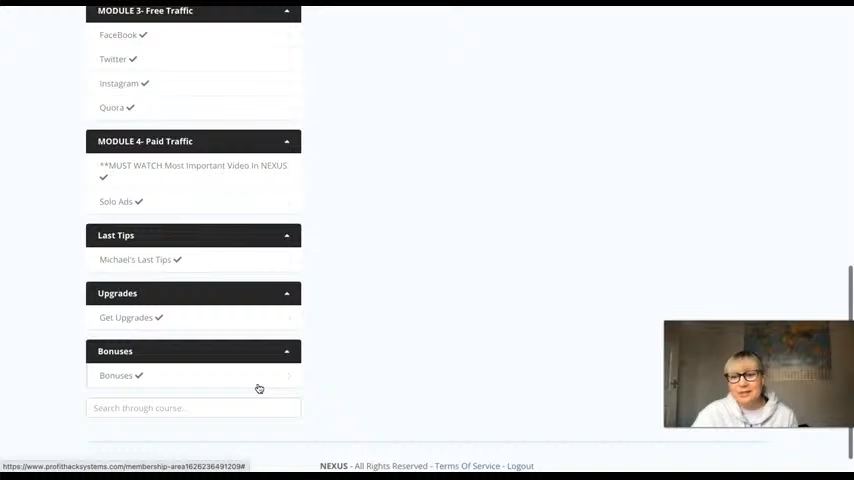 MODULE 3- Free Traffic
FaceBook
Twitter
Instagram
Quora
MODULE 4- Paid Traffic
**MUST WATCH Most Important Video In NEXUS
Solo Ads
Last Tips
Michael's Last Tips
Upgrades
Get Upgrades
Bonuses
Bonuses
Search through course..
https://www.profithacksystems.com/membership-area1626236491209#
NEXUS - All Rights Reserved - Terms Of Service - Logout